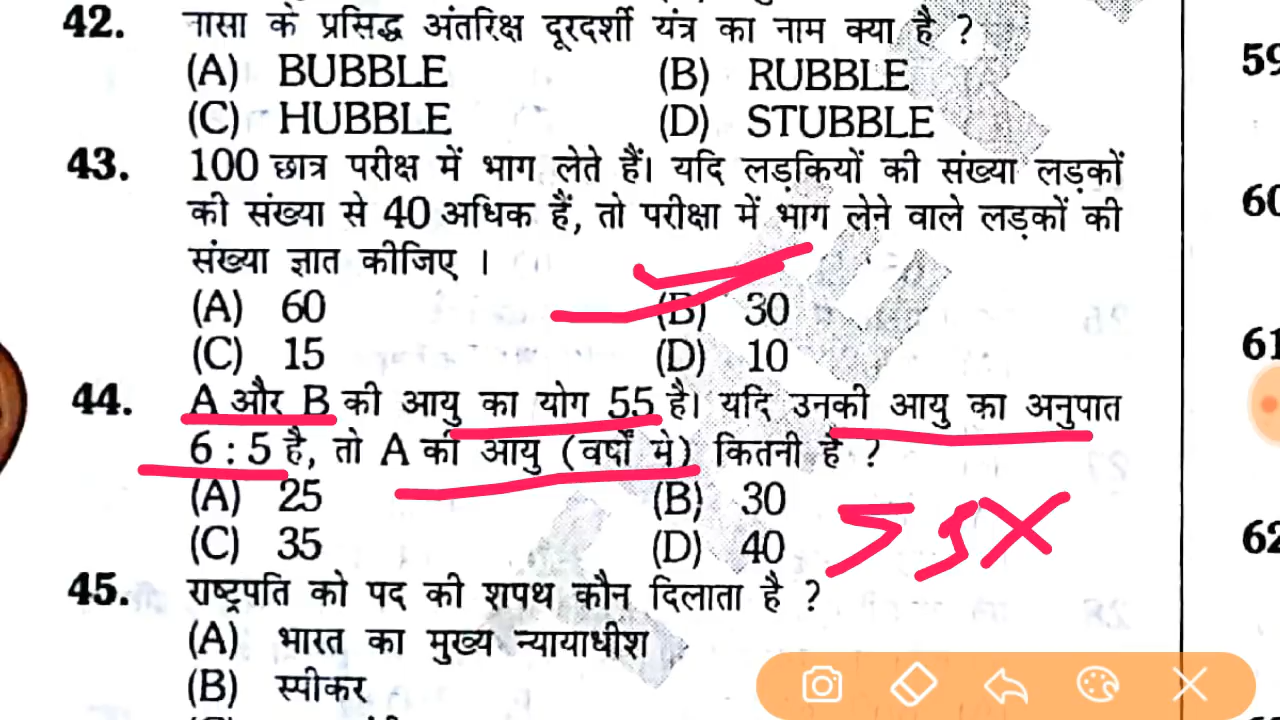 42. नासा के प्रसिद्ध अंतरिक्ष दूरदर्शी यंत्र का नाम क्या है ?
(A) BUBBLE (B) RUBBLE
(C) HUBBLE (D) STUBBLE
43. 100 छात्र परीक्ष में भाग लेते हैं। यदि लड़कियों की संख्या लड़कों
की संख्या से 40 अधिक हैं, तो परीक्षा में भाग लेने वाले लड़कों की
संख्या ज्ञात कीजिए ।
(A) 60 (B) 30
(C) 15 (D) 10
44. A और B की आयु का योग 55 है। यदि उनकी आयु का अनुपात
6 : 5 है, तो A की आयु (वर्षों मे) कितनी है ?
(A) 25 (B) 30
(C) 35 (D) 40
55X
45. राष्ट्रपति को पद की शपथ कौन दिलाता है ?
(A) भारत का मुख्य न्यायाधीश
(B) स्पीकर
59
60
61
62